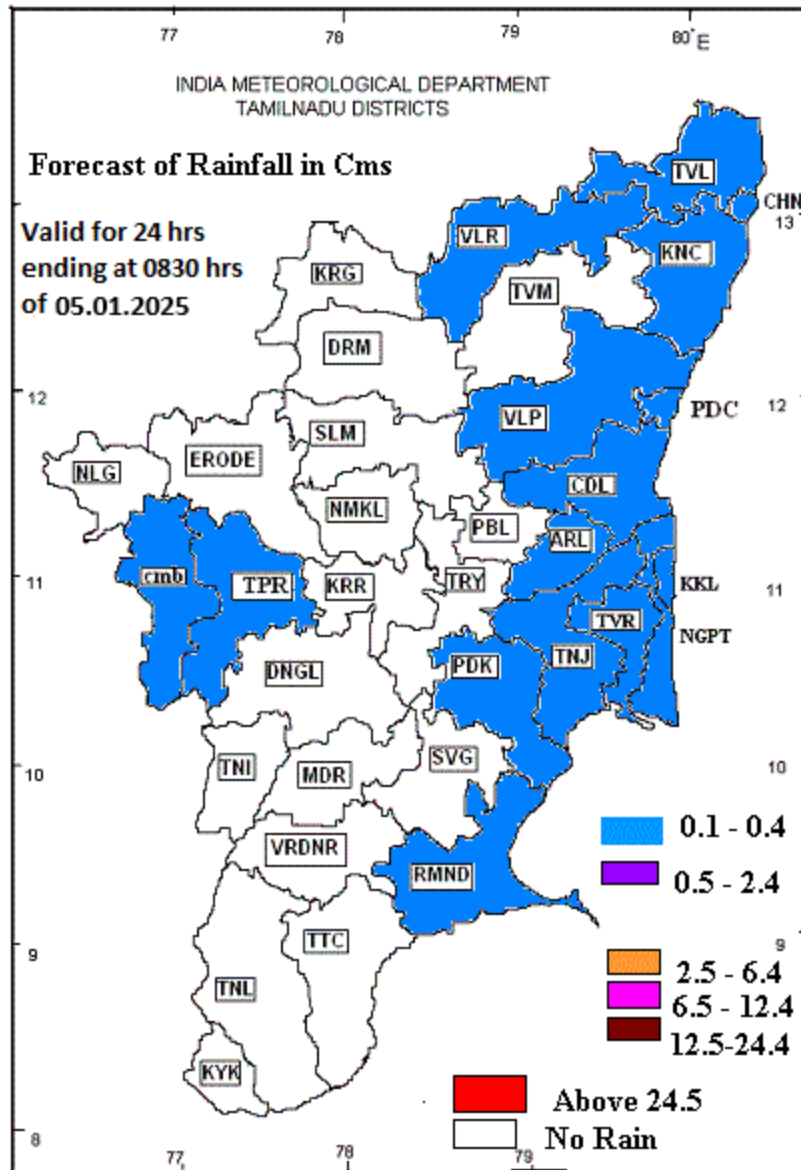 77 78 79 80°E
INDIA METEOROLOGICAL DEPARTMENT
TAMILNADU DISTRICTS
Forecast of Rainfall in Cms
TVL
CHN
13
Valid for 24 hrs
ending at 0830 hrs
of 05.01.2025
VLR
KNC
KRG
TVM
DRM
12
12
PDC
VLP
SLM
ERODE
NLG
CDL
NMKL
PBL
ARL
11
cmb
TPR
KRR
TRY
KKL
11
TVR
NGPT
DNGL
PDK
TNJ
10
TNI
MDR
SVG
10
0.1 - 0.4
VRDNR
RMND
0.5 - 2.4
9
TTC
9
2.5 - 6.4
TNL
6.5 - 12.4
12.5-24.4
KYK
Above 24.5
8
No Rain
77 78 79